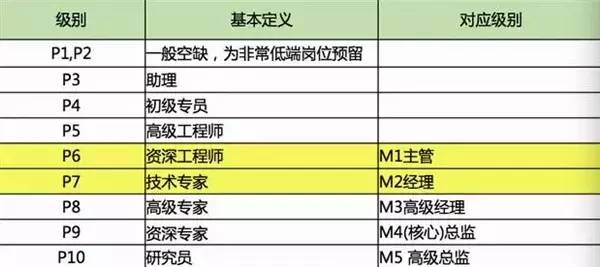 级别 基本定义 对应级别
P1,P2 一般空缺，为非常低端岗位预留
P3 助理
P4 初级专员
P5 高级工程师
P6 资深工程师 M1主管
P7 技术专家 M2经理
P8 高级专家 M3高级经理
P9 资深专家 M4(核心)总监
P10 研究员 M5 高级总监